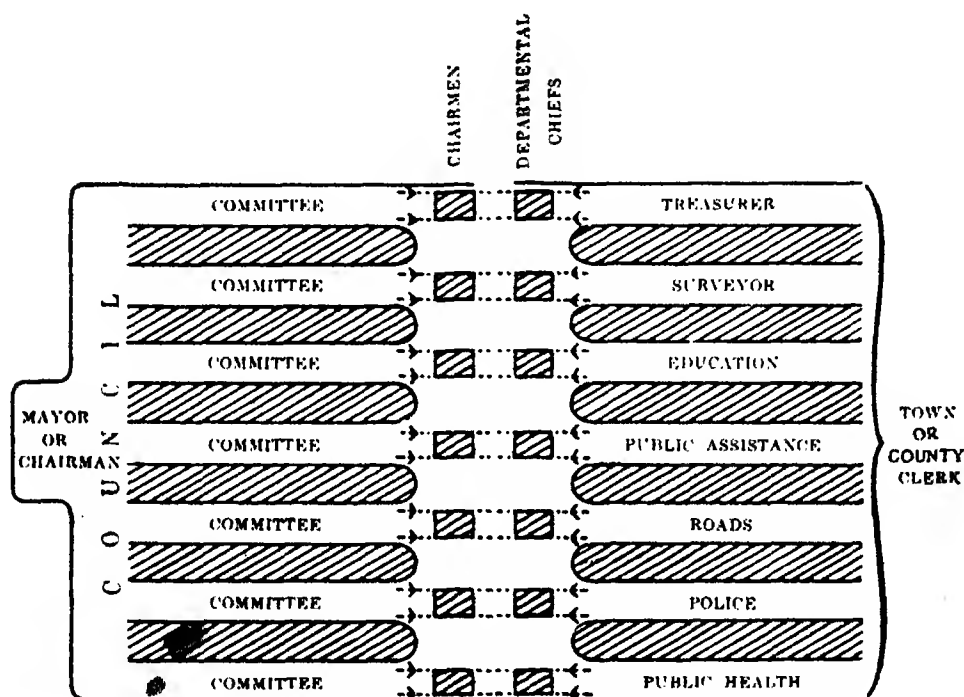 CHAIRMEN
DEPARTMENTAL
CHIEFS
COMMITTEE
TREASURER
COMMITTEE
SURVEYOR
COMMITTEE
EDUCATION
MAYOR
OR
CHAIRMAN
COUNCIL
COMMITTEE
PUBLIC ASSISTANCE
TOWN
OR
COUNTY
CLERK
COMMITTEE
ROADS
COMMITTEE
POLICE
COMMITTEE
PUBLIC HEALTH